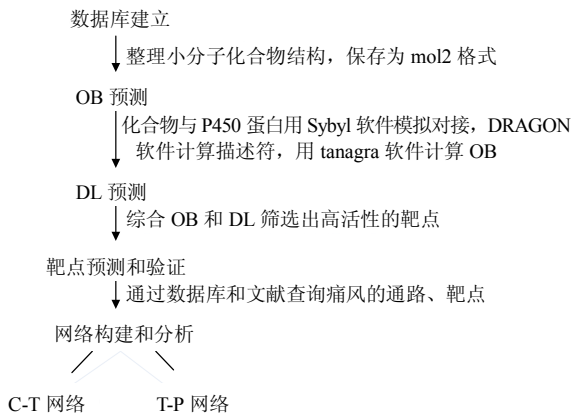 数据库建立
整理小分子化合物结构，保存为 mol2 格式
OB 预测
化合物与 P450 蛋白用 Sybyl 软件模拟对接，DRAGON
软件计算描述符，用 tanagra 软件计算 OB
DL 预测
综合 OB 和 DL 筛选出高活性的靶点
靶点预测和验证
通过数据库和文献查询痛风的通路、靶点
网络构建和分析
C-T 网络 T-P 网络